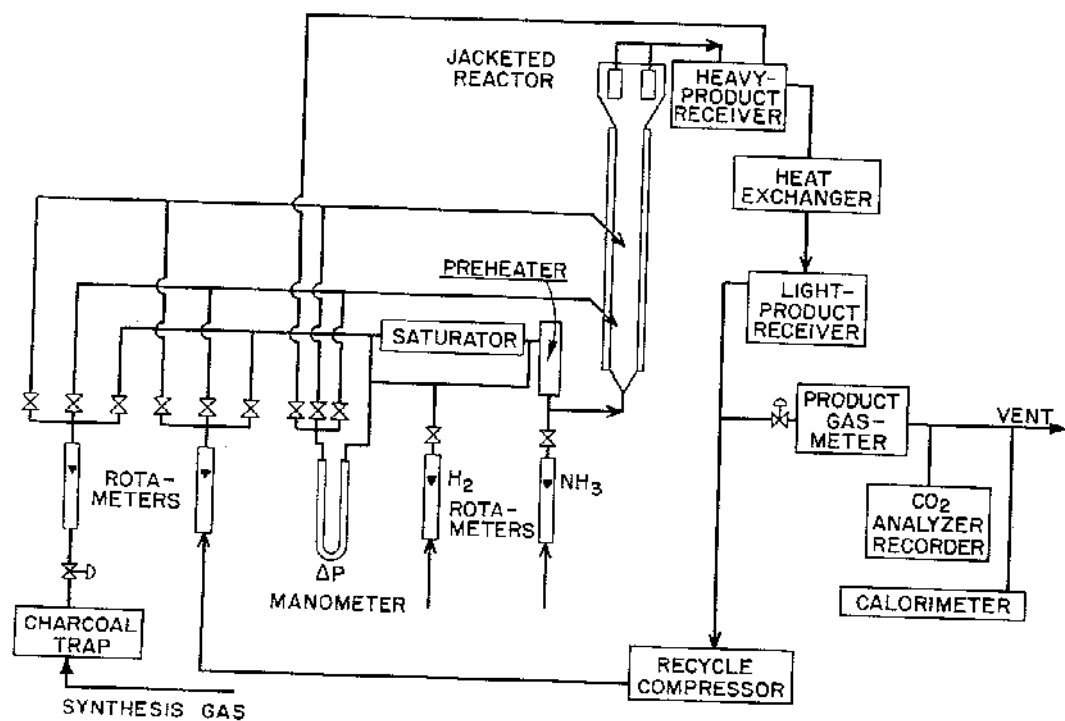 JACKETED
REACTOR
HEAVY-
PRODUCT
RECEIVER
HEAT
EXCHANGER
PREHEATER
LIGHT-
PRODUCT
RECEIVER
SATURATOR
PRODUCT
GAS-
METER
VENT
ROTA-
METERS
H₂
ROTA-
METERS
NH₃
CO₂
ANALYZER
RECORDER
ΔP
MANOMETER
CALORIMETER
CHARCOAL
TRAP
RECYCLE
COMPRESSOR
SYNTHESIS GAS